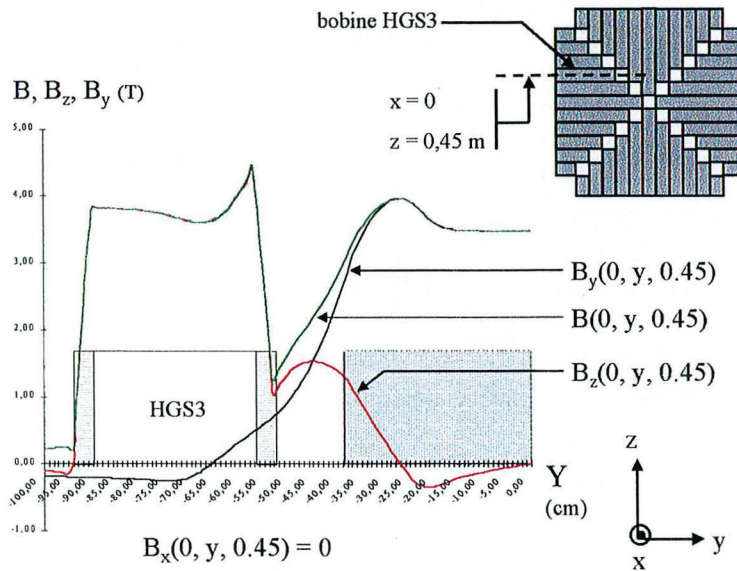 bobine HGS3
B, B_z, B_y (T)
x = 0
z = 0,45 m
5,00
4,00
3,00
2,00
1,00
0,00
-1,00
B_y(0, y, 0.45)
B(0, y, 0.45)
B_z(0, y, 0.45)
HGS3
-100,00 -95,00 -90,00 -85,00 -80,00 -75,00 -70,00 -65,00 -60,00 -55,00 -50,00 -45,00 -40,00 -35,00 -30,00 -25,00 -20,00 -15,00 -10,00 -5,00 0,00
Y
(cm)
B_x(0, y, 0.45) = 0
z
y
x